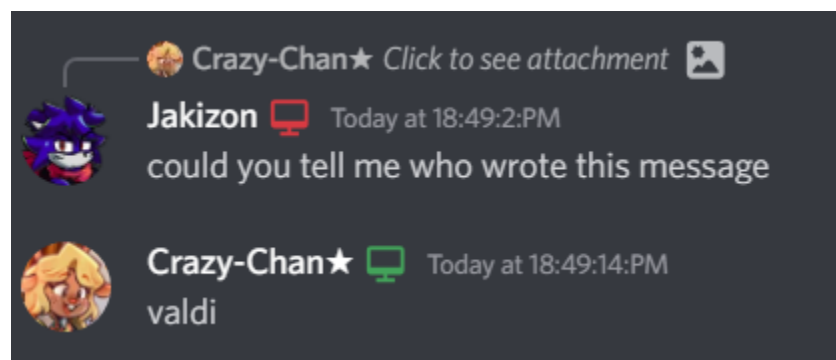 Crazy-Chan★ Click to see attachment
Jakizon Today at 18:49:2:PM
could you tell me who wrote this message
Crazy-Chan★ Today at 18:49:14:PM
valdi